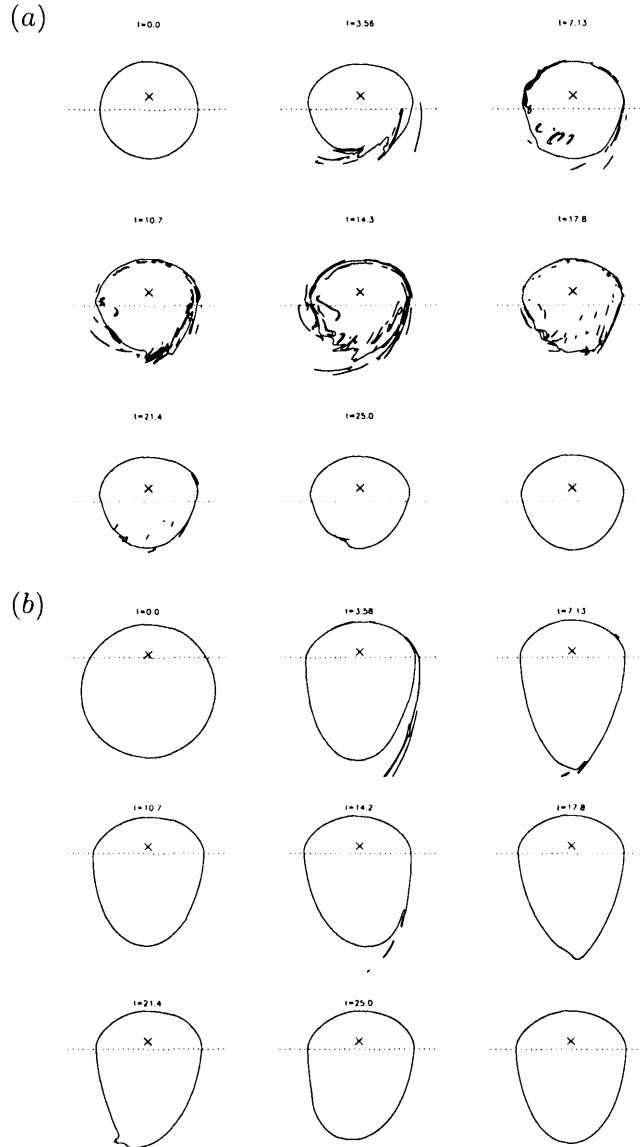 (a)
t=0.0 t=3.56 t=7.13
t=10.7 t=14.3 t=17.8
t=21.4 t=25.0
(b)
t=0.0 t=3.58 t=7.13
t=10.7 t=14.2 t=17.8
t=21.4 t=25.0